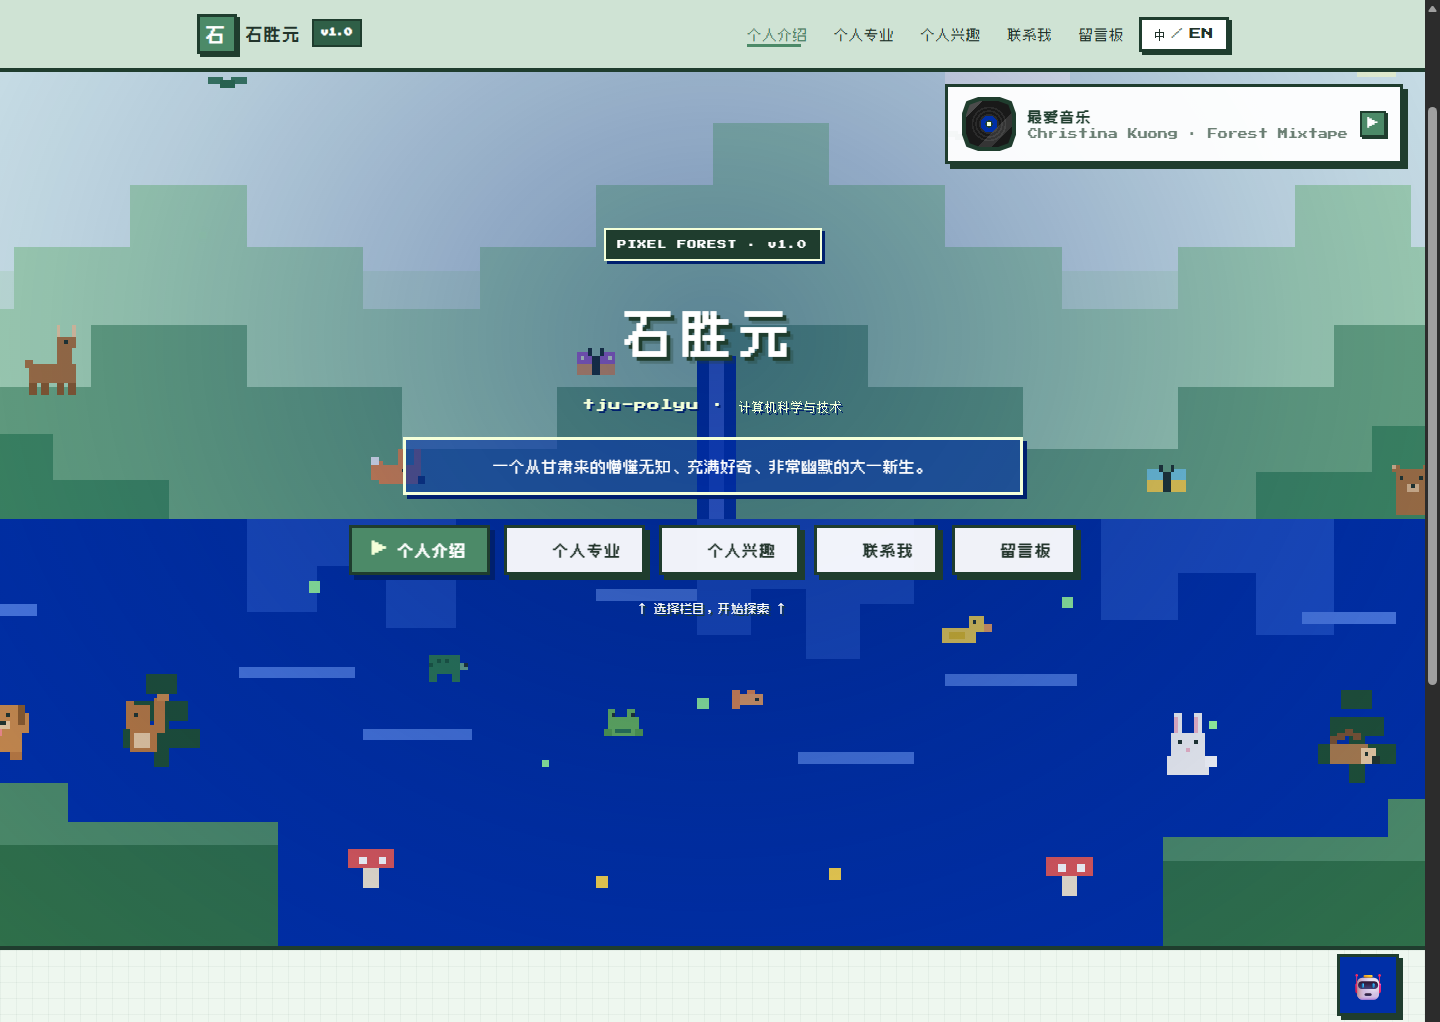 石 石胜元 v1.0 个人介绍 个人专业 个人兴趣 联系我 留言板 中 / EN
最爱音乐
Christina Kuong · Forest Mixtape
PIXEL FOREST · v1.0
石胜元
tju-polyu · 计算机科学与技术
一个从甘肃来的懵懂无知、充满好奇、非常幽默的大一新生。
▶ 个人介绍 个人专业 个人兴趣 联系我 留言板
↑ 选择栏目，开始探索 ↑